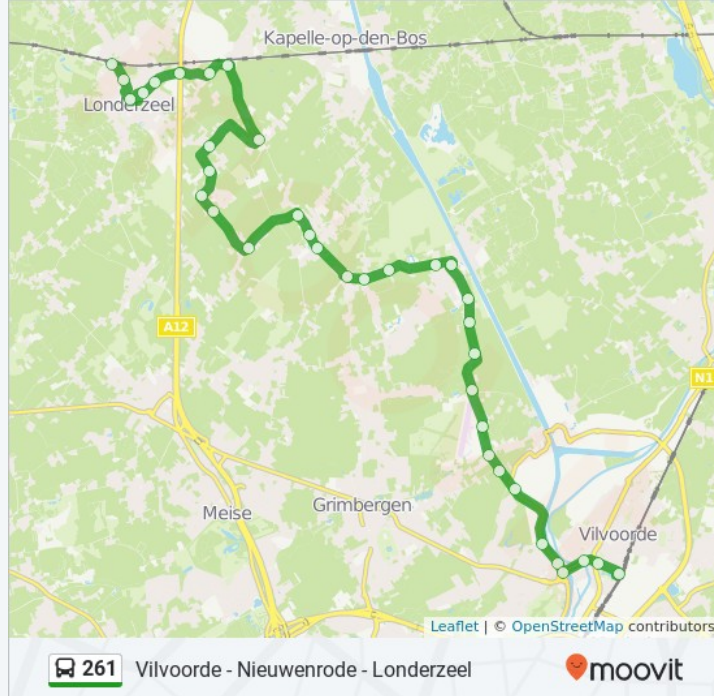 Kapelle-op-den-Bos
Londerzeel
A12
N1
Meise
Grimbergen
Vilvoorde
Leaflet | © OpenStreetMap contributors
261 Vilvoorde - Nieuwenrode - Londerzeel
moovit